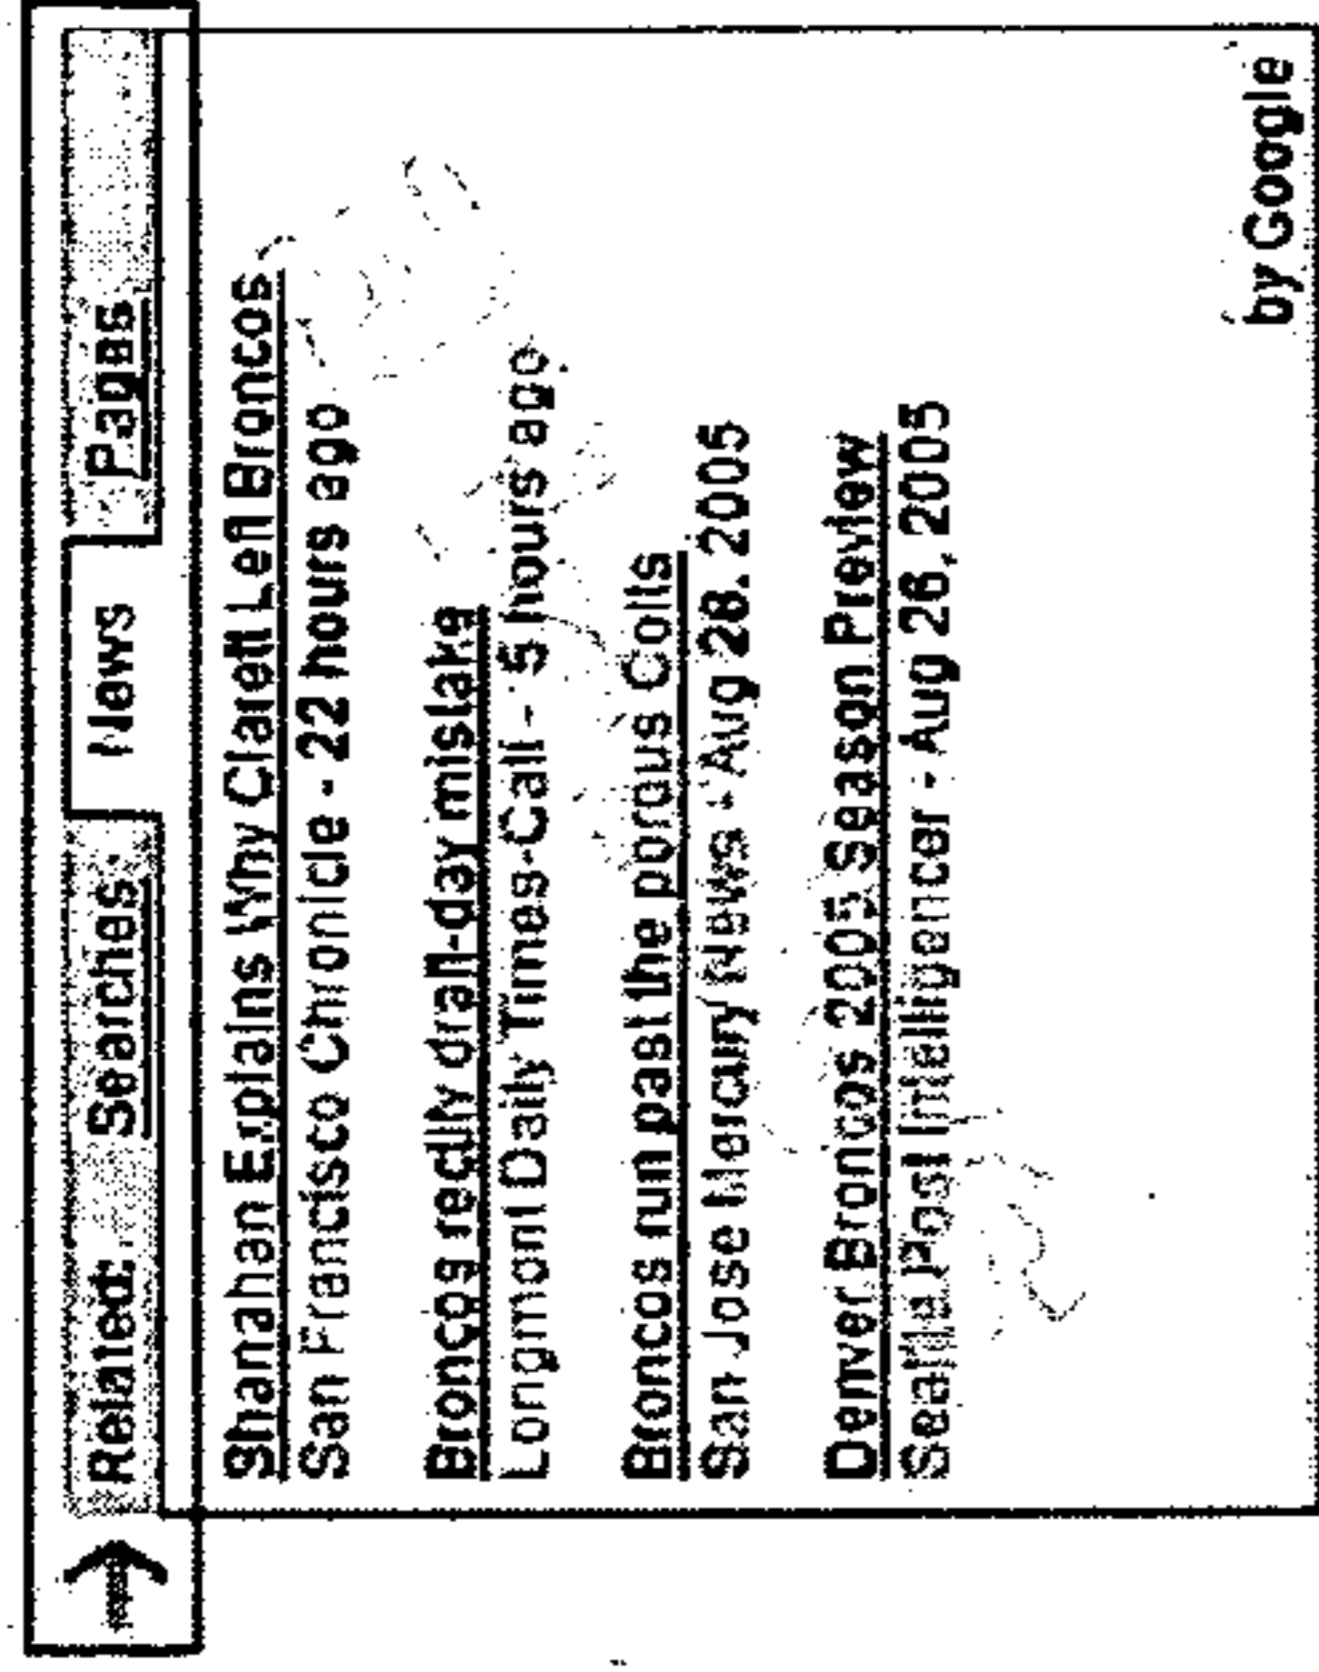 Related: Searches News Pages
Shanahan Explains Why Clarett Left Broncos
San Francisco Chronicle - 22 hours ago
Broncos rectify draft-day mistake
Longmont Daily Times-Call - 5 hours ago
Broncos run past the porous Colts
San Jose Mercury News - Aug 28, 2005
Denver Broncos 2005 Season Preview
Seattle Post Intelligencer - Aug 26, 2005
by Google